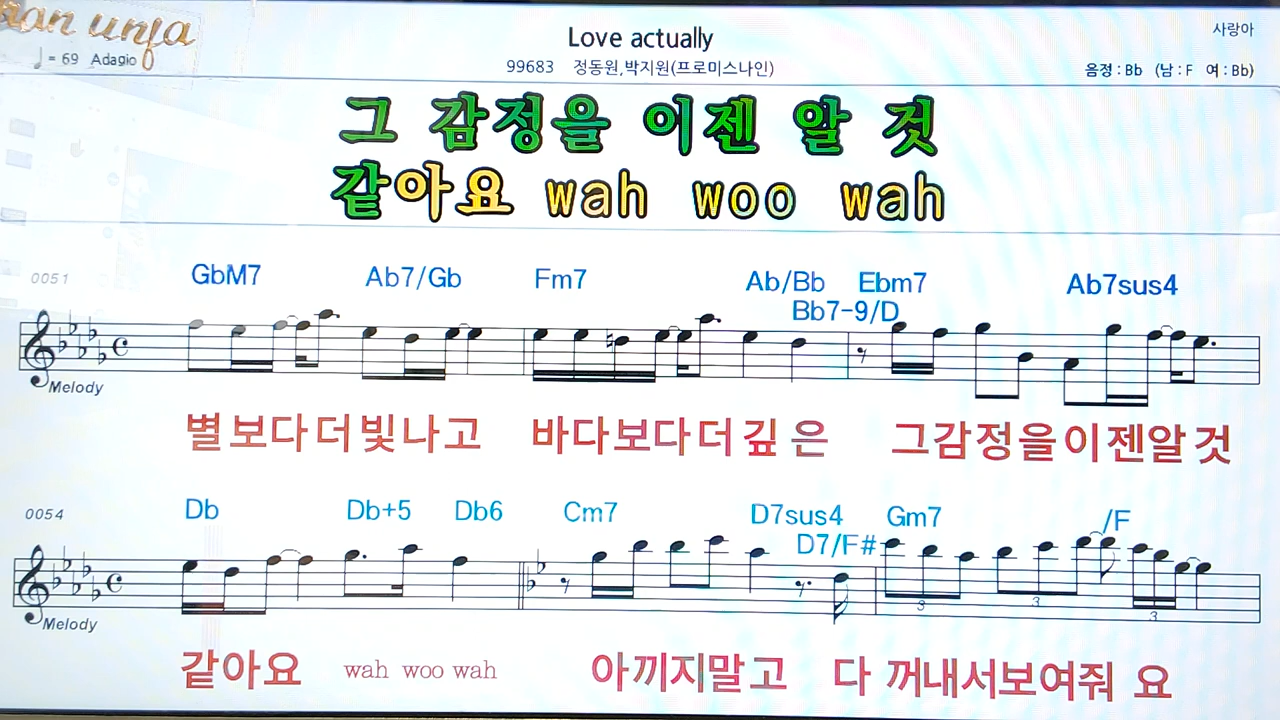 Love actually
사랑아
♩ = 69 Adagio
99683 정동원,박지원(프로미스나인)
음정 : Bb (남 : F 여 : Bb)
그 감정을 이젠 알 것
같아요 wah woo wah
0051 GbM7 Ab7/Gb Fm7 Ab/Bb Ebm7 Ab7sus4
Bb7-9/D
Melody
별보다더빛나고 바다보다더깊은 그감정을이젠알것
0054 Db Db+5 Db6 Cm7 D7sus4 Gm7 /F
D7/F#
3 3 3
Melody
같아요 wah woo wah 아끼지말고 다 꺼내서보여줘 요